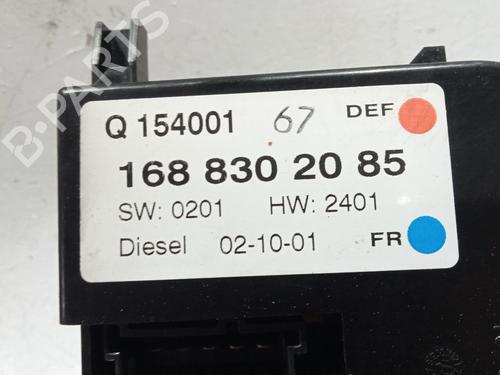 B-PARTS
Q 154001 67 DEF
168 830 20 85
SW: 0201 HW: 2401
Diesel 02-10-01 FR